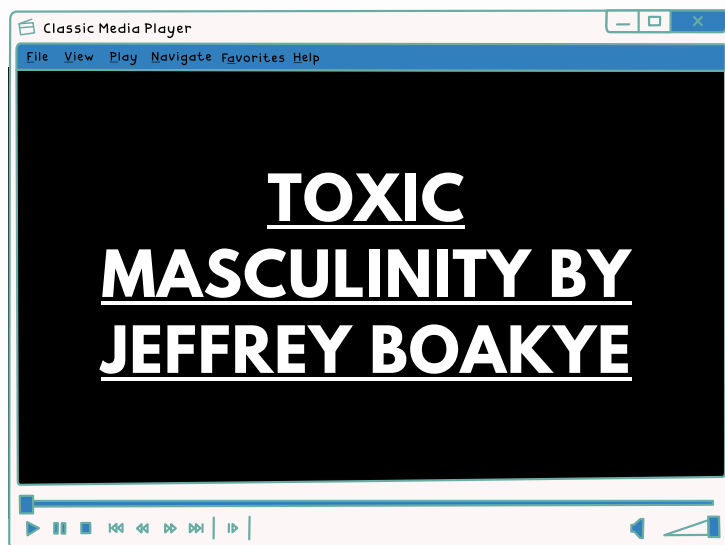 Classic Media Player
File View Play Navigate Favorites Help
TOXIC
MASCULINITY BY
JEFFREY BOAKYE